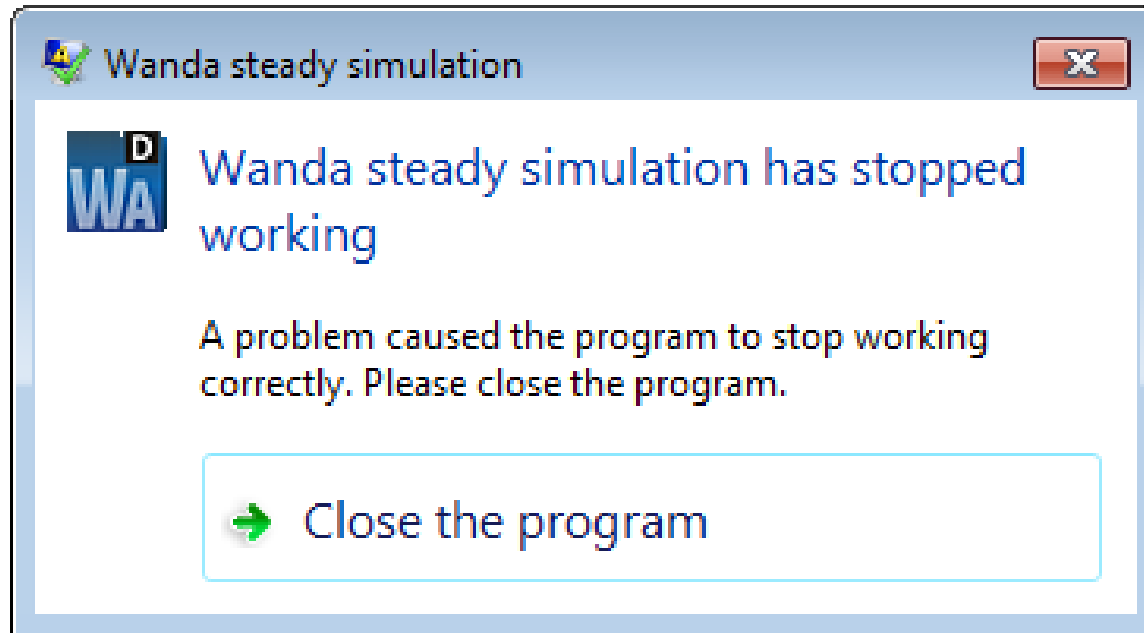 Wanda steady simulation
D
WA
Wanda steady simulation has stopped
working
A problem caused the program to stop working
correctly. Please close the program.
Close the program